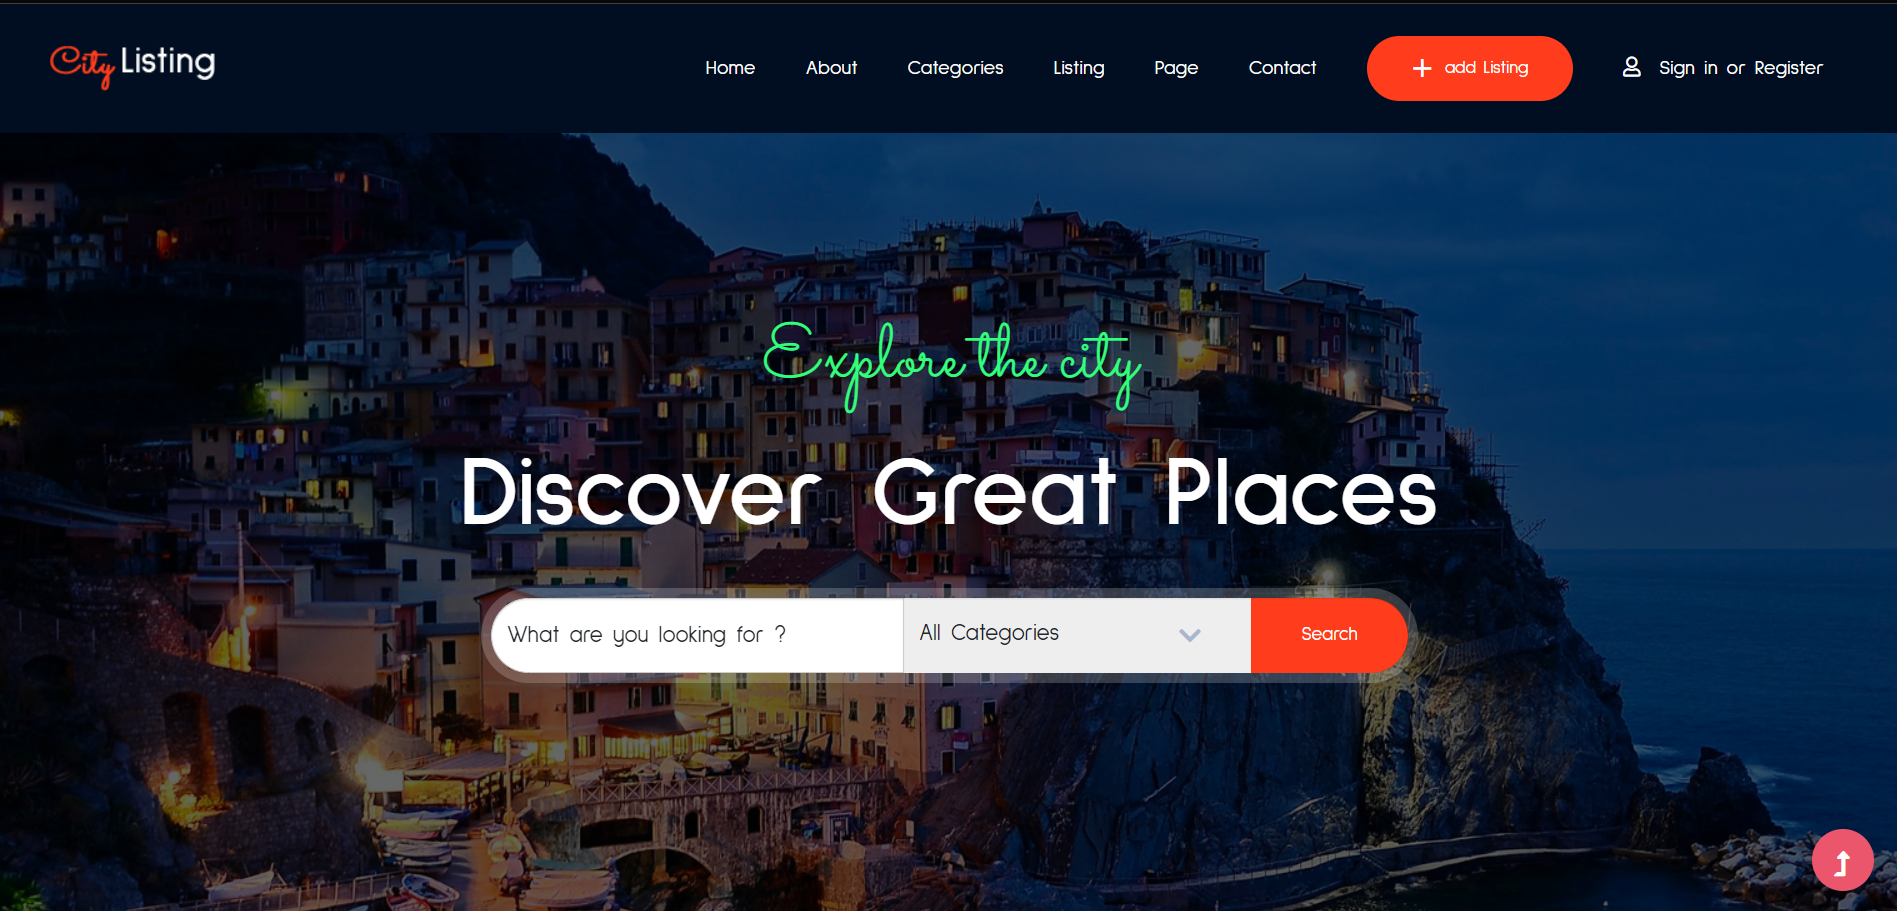 City Listing
Home About Categories Listing Page Contact add Listing Sign in or Register
Explore the city
Discover Great Places
What are you looking for ? All Categories Search